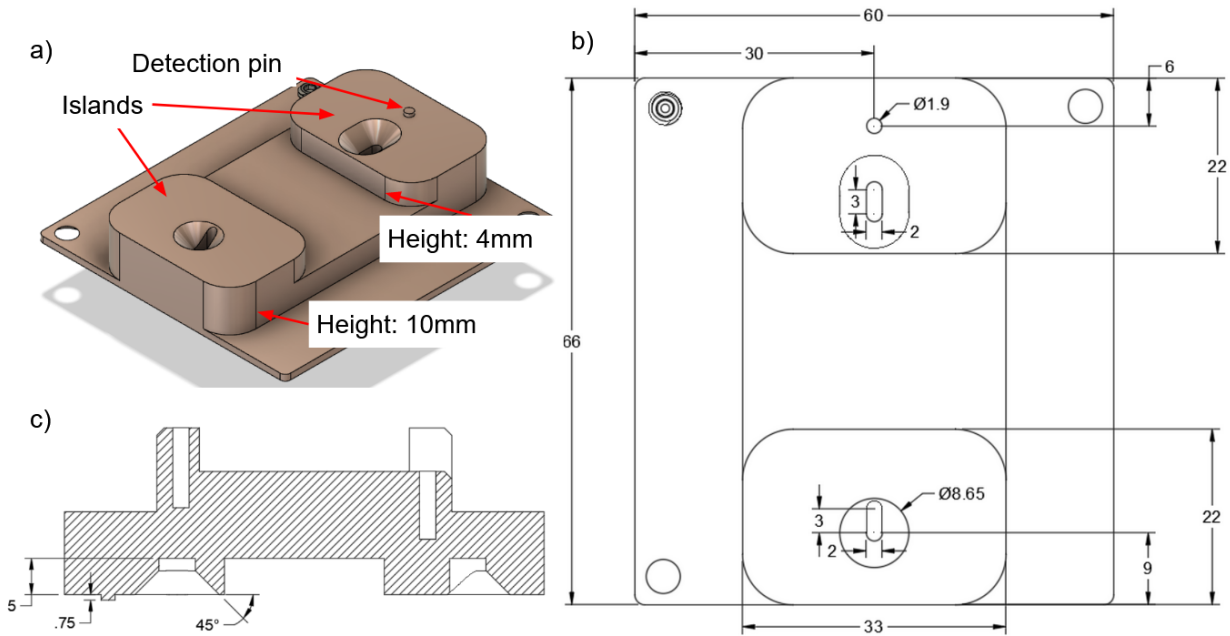 a)
Detection pin
Islands
Height: 4mm
Height: 10mm
b)
60
30
6
Ø1.9
22
3
2
66
Ø8.65
3
2
22
9
33
c)
5
.75
45°